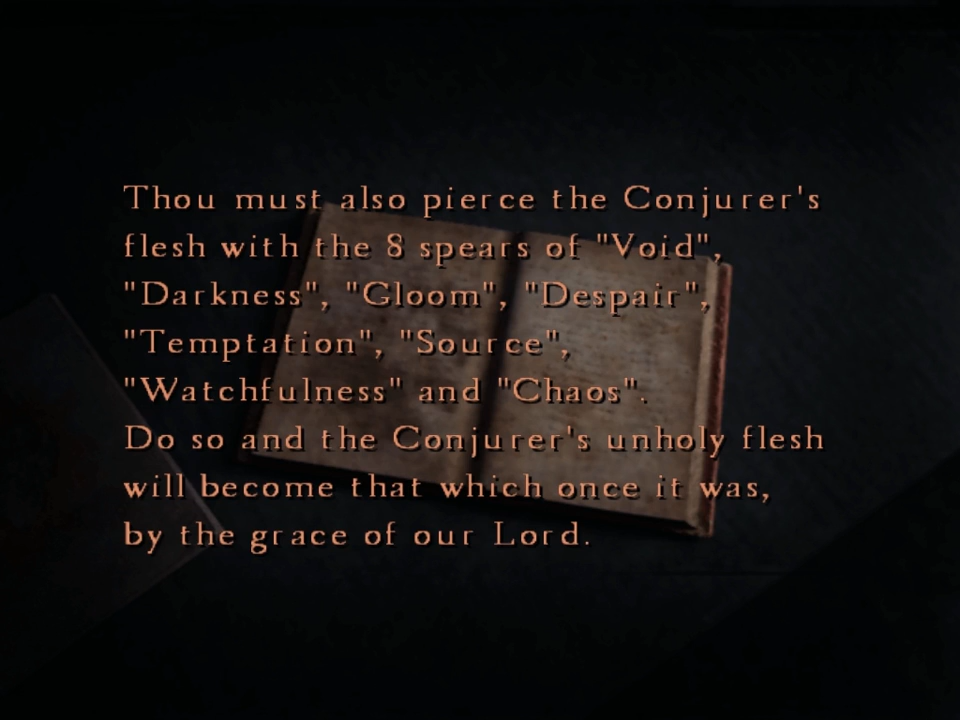 Thou must also pierce the Conjurer's
flesh with the 8 spears of "Void",
"Darkness", "Gloom", "Despair",
"Temptation", "Source",
"Watchfulness" and "Chaos".
Do so and the Conjurer's unholy flesh
will become that which once it was,
by the grace of our Lord.